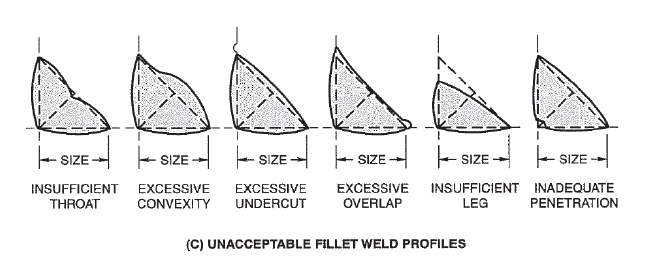 SIZE SIZE SIZE SIZE SIZE SIZE
INSUFFICIENT THROAT
EXCESSIVE CONVEXITY
EXCESSIVE UNDERCUT
EXCESSIVE OVERLAP
INSUFFICIENT LEG
INADEQUATE PENETRATION
(C) UNACCEPTABLE FILLET WELD PROFILES